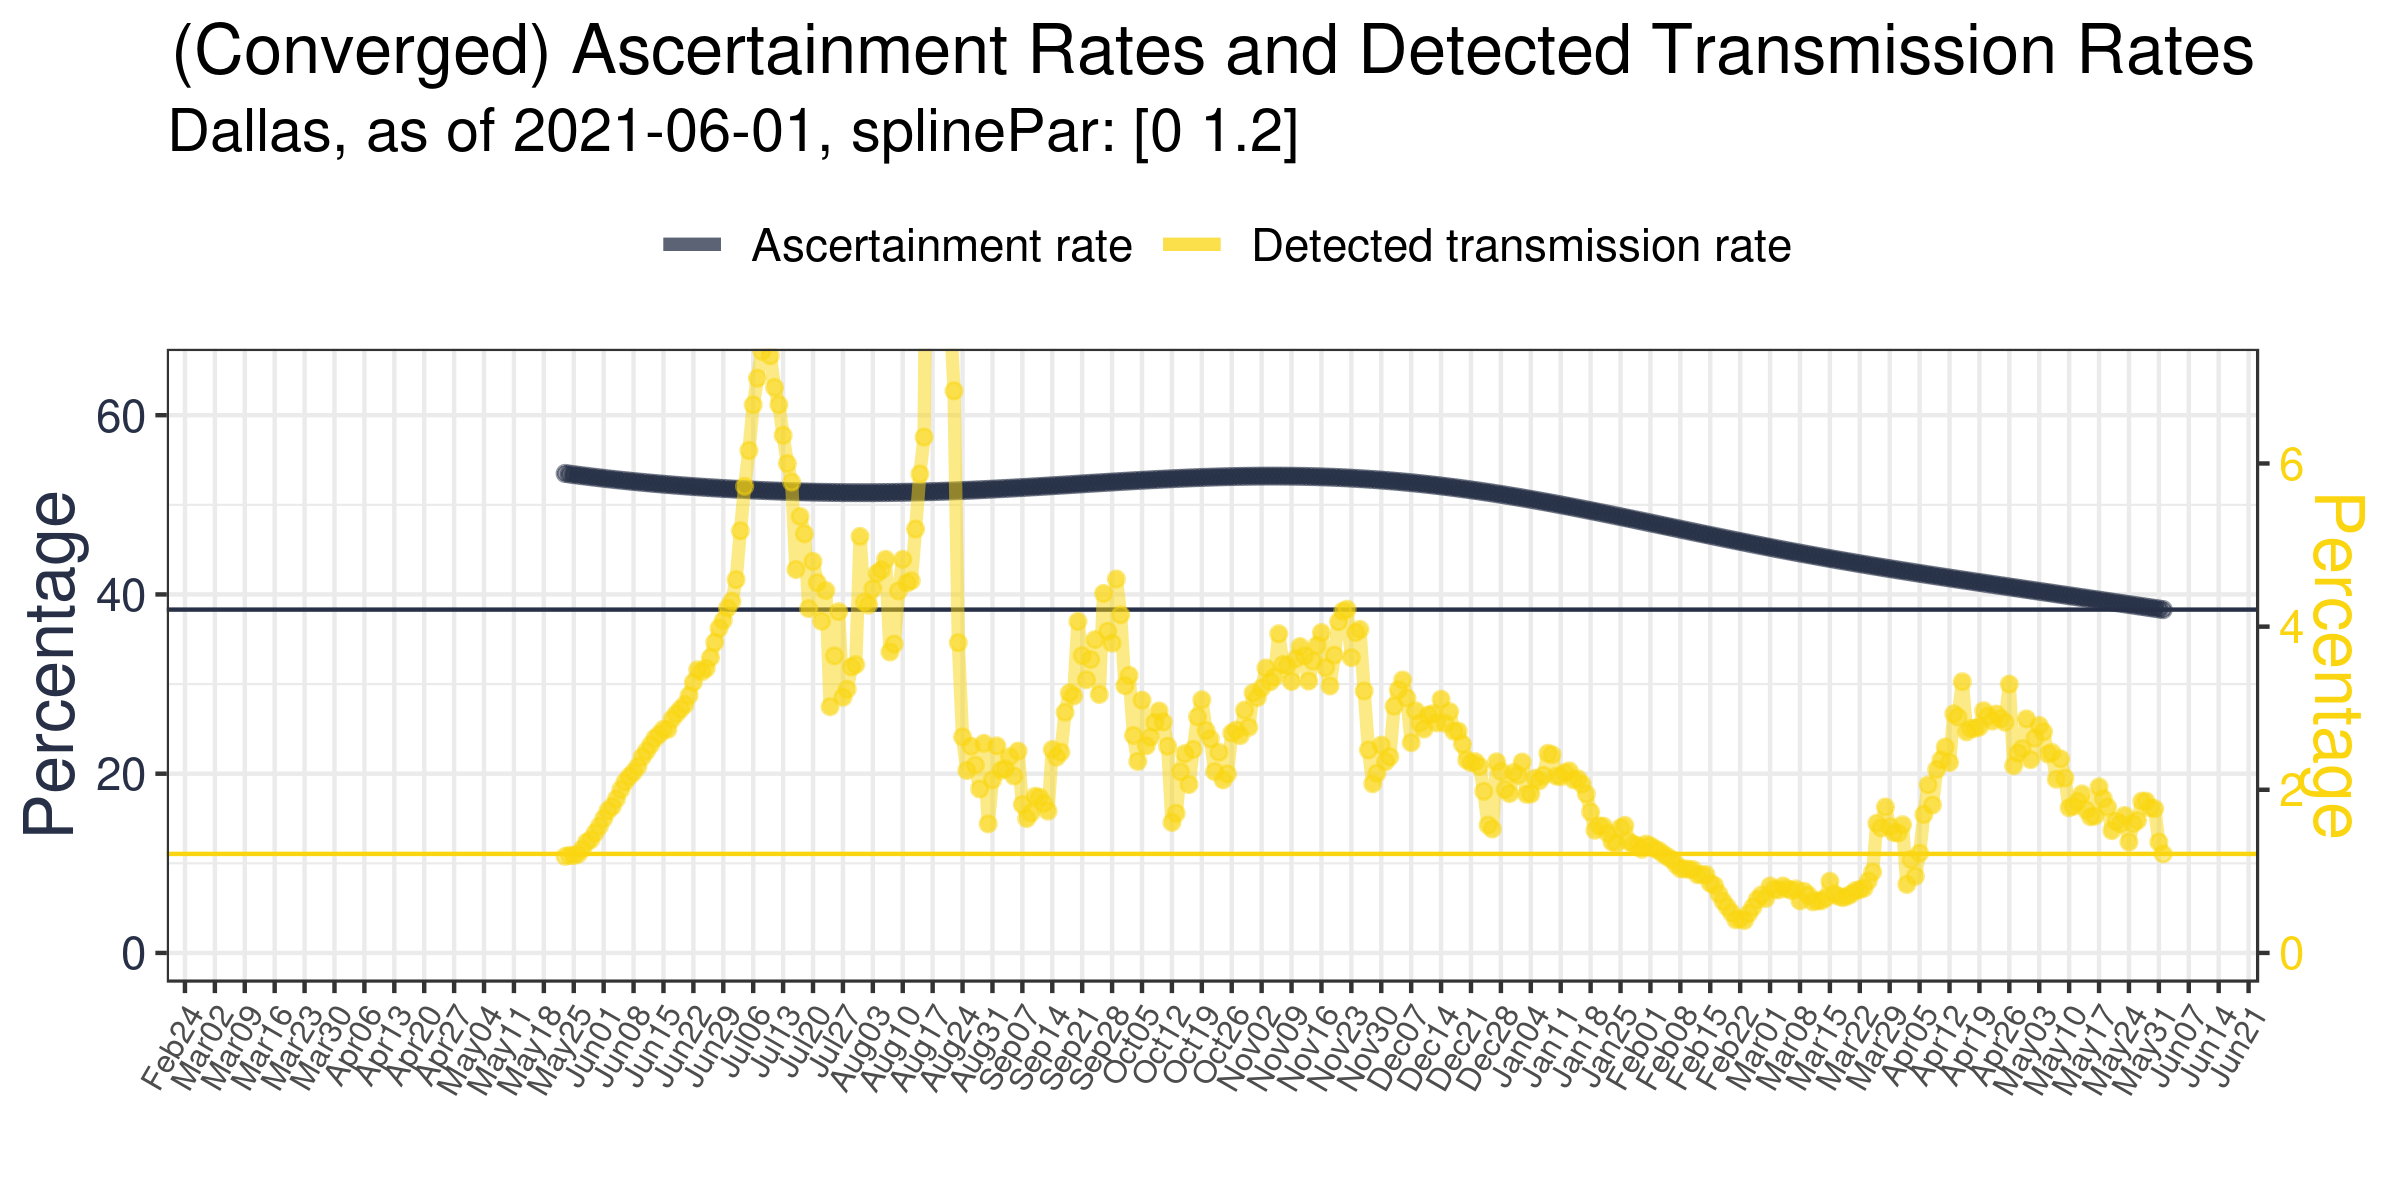 (Converged) Ascertainment Rates and Detected Transmission Rates
Dallas, as of 2021-06-01, splinePar: [0 1.2]
Ascertainment rate
Detected transmission rate
Percentage
60
40
20
0
6
4
2
0
Percentage
Feb24
Mar02
Mar09
Mar16
Mar23
Mar30
Apr06
Apr13
Apr20
Apr27
May04
May11
May18
May25
Jun01
Jun08
Jun15
Jun22
Jun29
Jul06
Jul13
Jul20
Jul27
Aug03
Aug10
Aug17
Aug24
Aug31
Sep07
Sep14
Sep21
Sep28
Oct05
Oct12
Oct19
Oct26
Nov02
Nov09
Nov16
Nov23
Nov30
Dec07
Dec14
Dec21
Dec28
Jan04
Jan11
Jan18
Jan25
Feb01
Feb08
Feb15
Feb22
Mar01
Mar08
Mar15
Mar22
Mar29
Apr05
Apr12
Apr19
Apr26
May03
May10
May17
May24
May31
Jun07
Jun14
Jun21